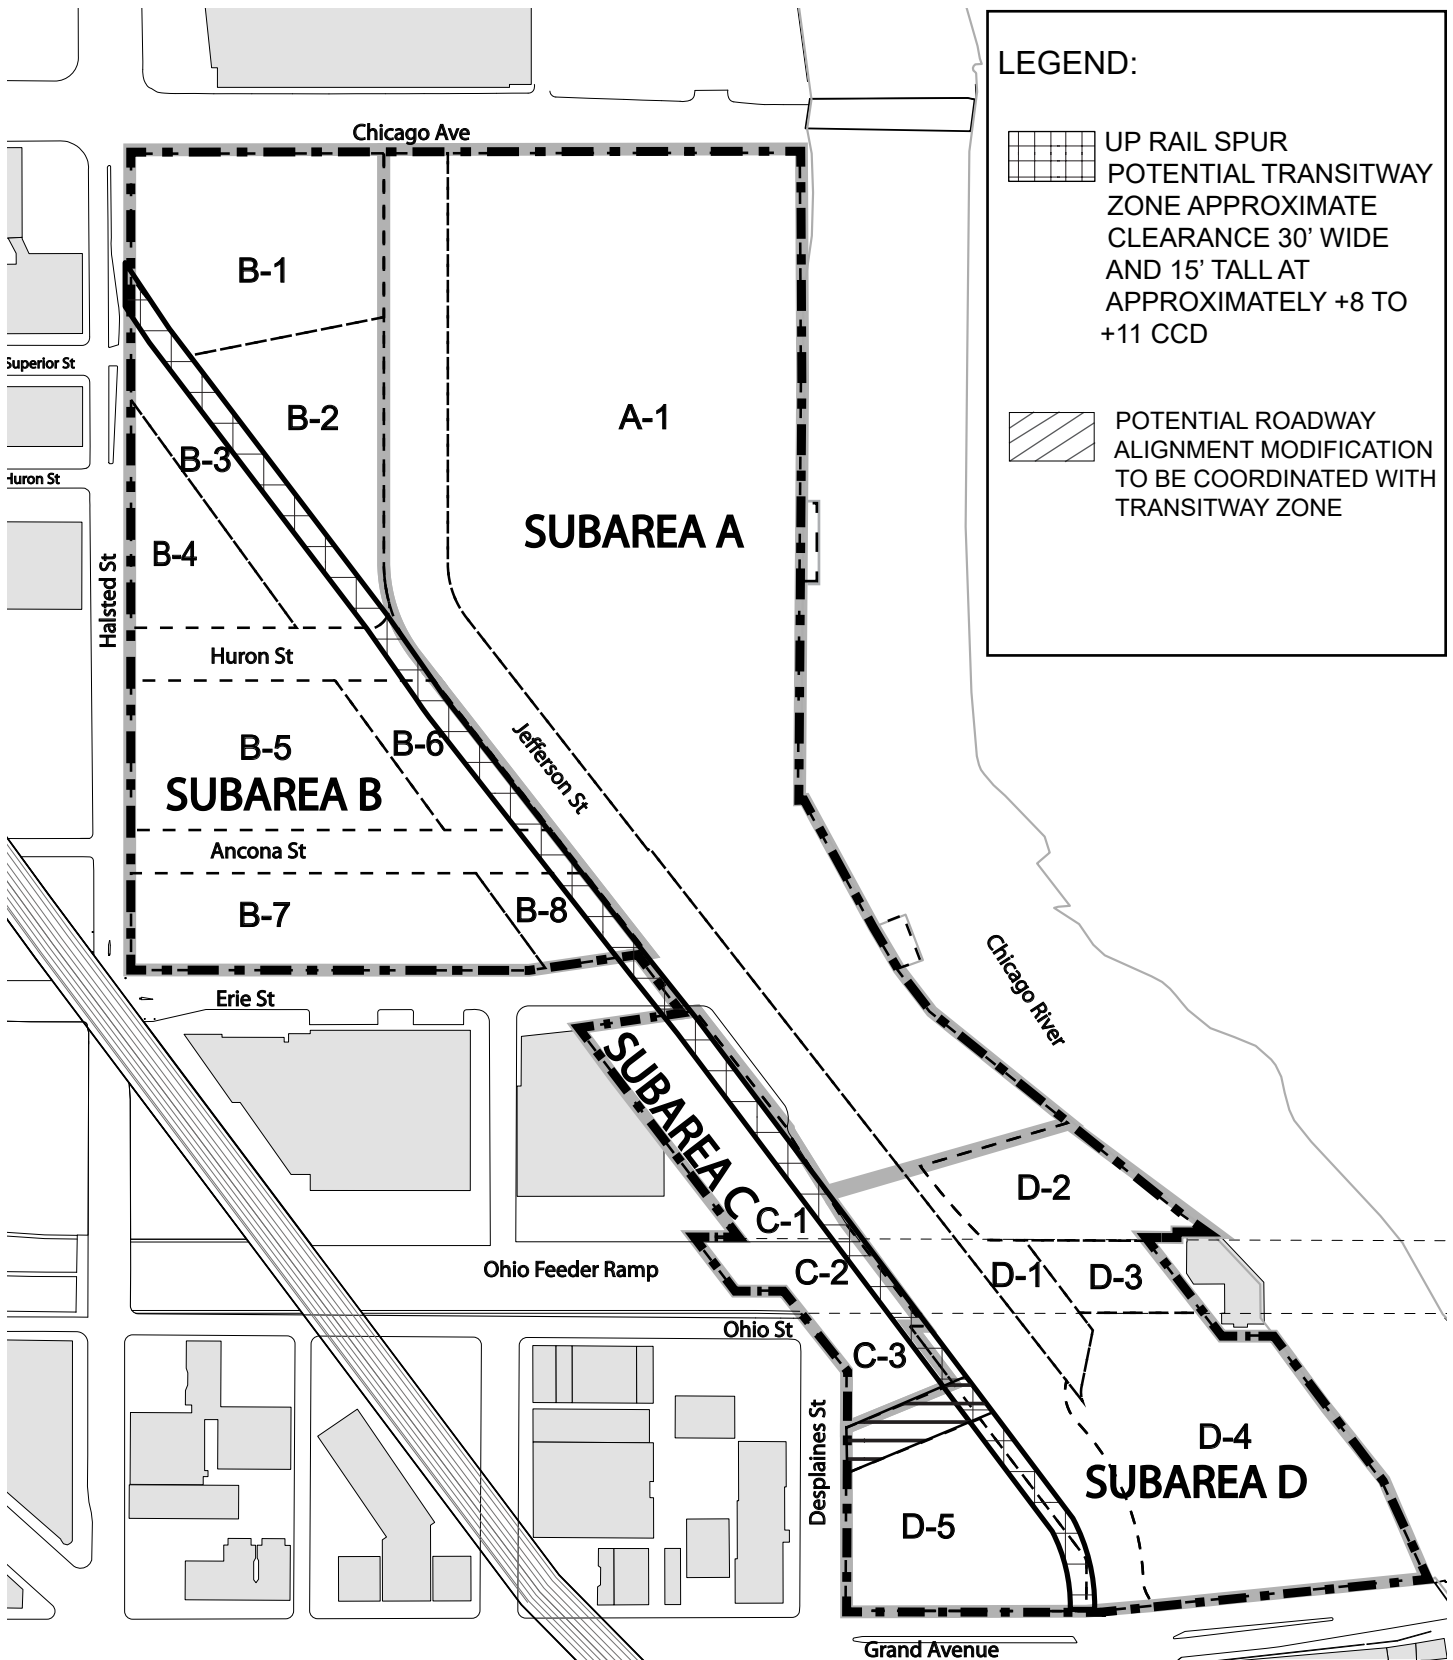 LEGEND:
UP RAIL SPUR
POTENTIAL TRANSITWAY
ZONE APPROXIMATE
CLEARANCE 30’ WIDE
AND 15’ TALL AT
APPROXIMATELY +8 TO
+11 CCD
POTENTIAL ROADWAY
ALIGNMENT MODIFICATION
TO BE COORDINATED WITH
TRANSITWAY ZONE
Chicago Ave
B-1
Superior St
B-2
A-1
B-3
Huron St
SUBAREA A
B-4
Halsted St
Huron St
Jefferson St
B-5
B-6
SUBAREA B
Ancona St
B-7
B-8
Chicago River
Erie St
SUBAREA C
D-2
C-1
Ohio Feeder Ramp
C-2
D-1
D-3
Ohio St
C-3
Desplaines St
D-4
SUBAREA D
D-5
Grand Avenue